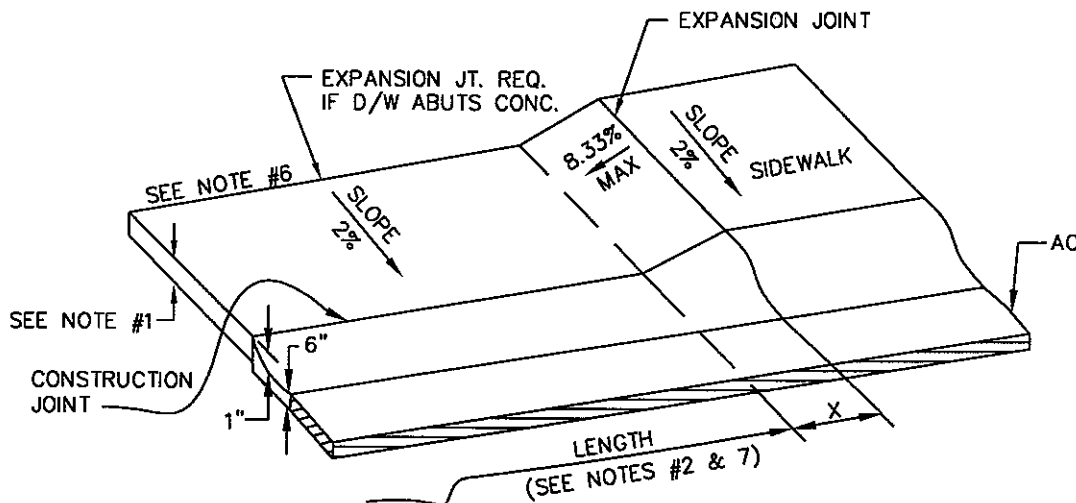 EXPANSION JOINT
EXPANSION JT. REQ.
IF D/W ABUTS CONC.
8.33%
MAX
SLOPE
2%
SIDEWALK
SEE NOTE #6
SLOPE
2%
AC
SEE NOTE #1
6"
CONSTRUCTION
JOINT
1"
X
LENGTH
(SEE NOTES #2 & 7)